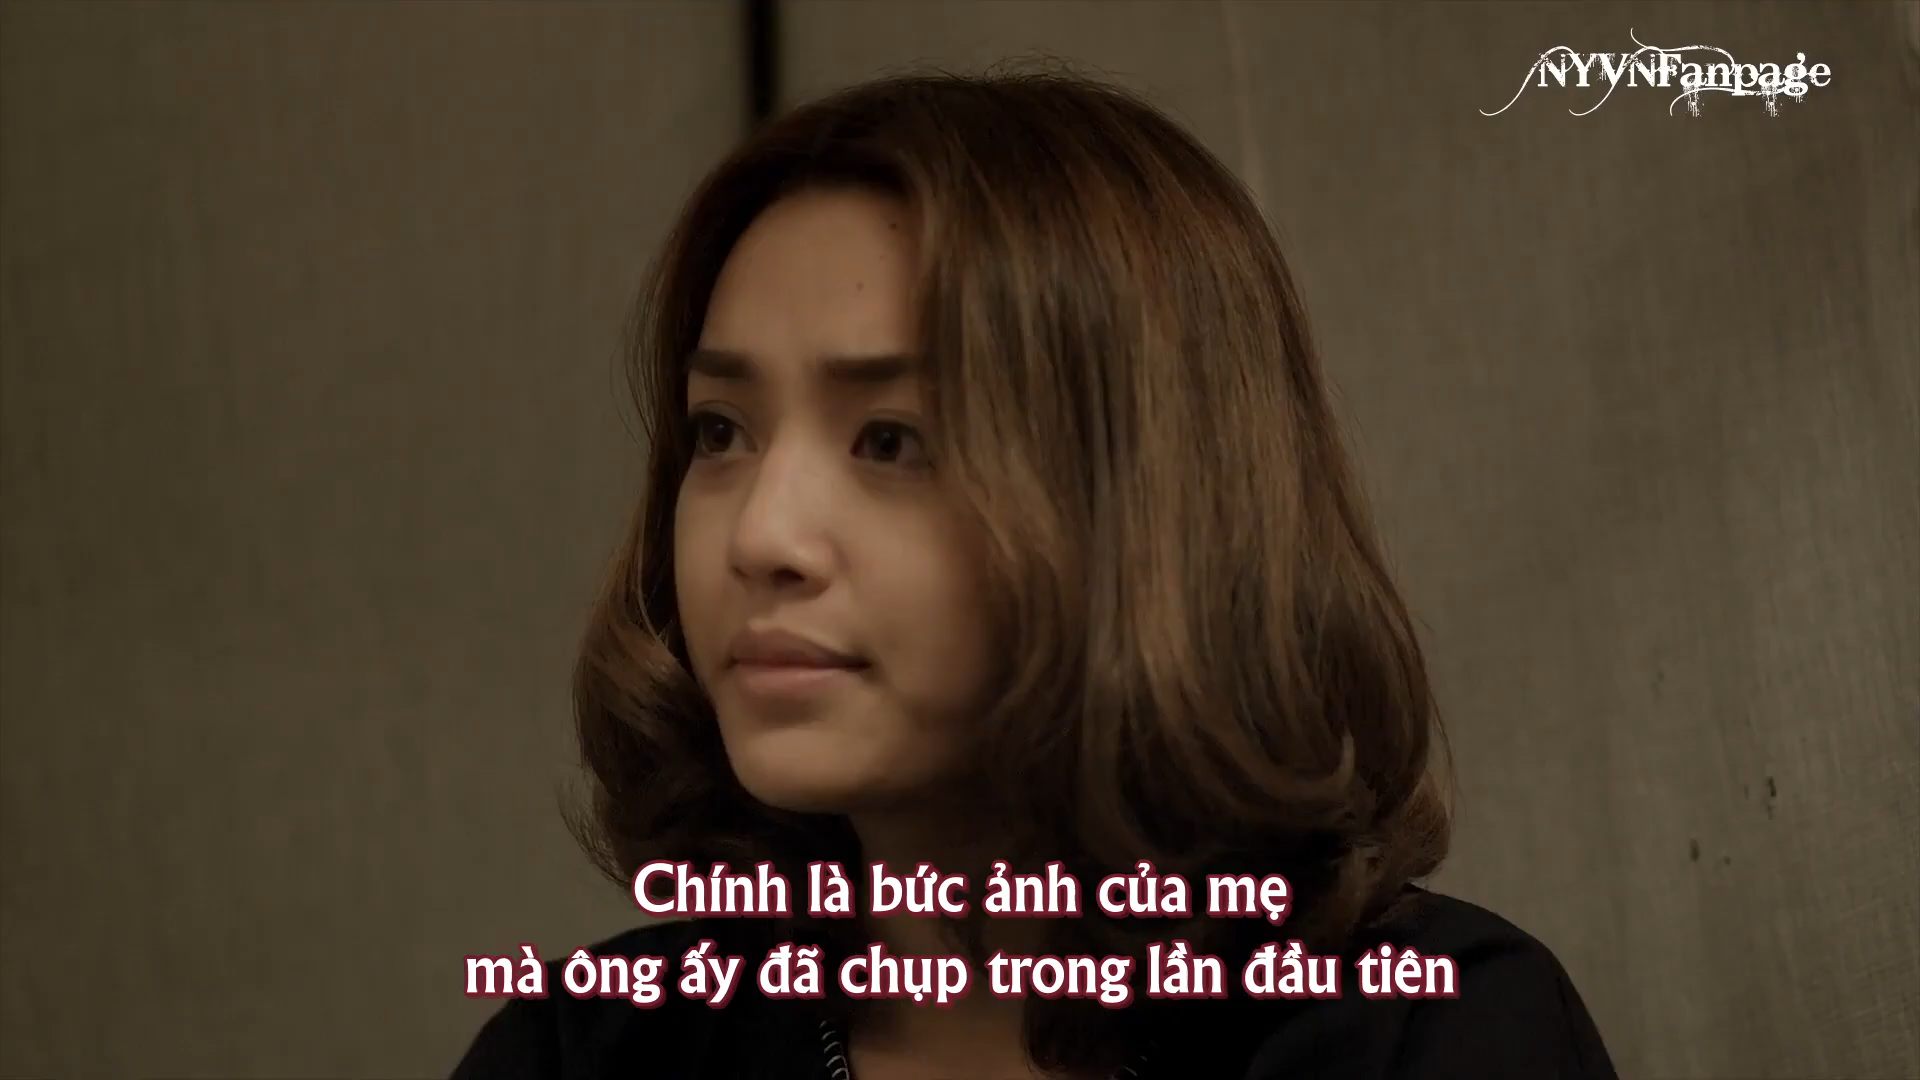 NYVNFanpage
Chính là bức ảnh của mẹ
mà ông ấy đã chụp trong lần đầu tiên